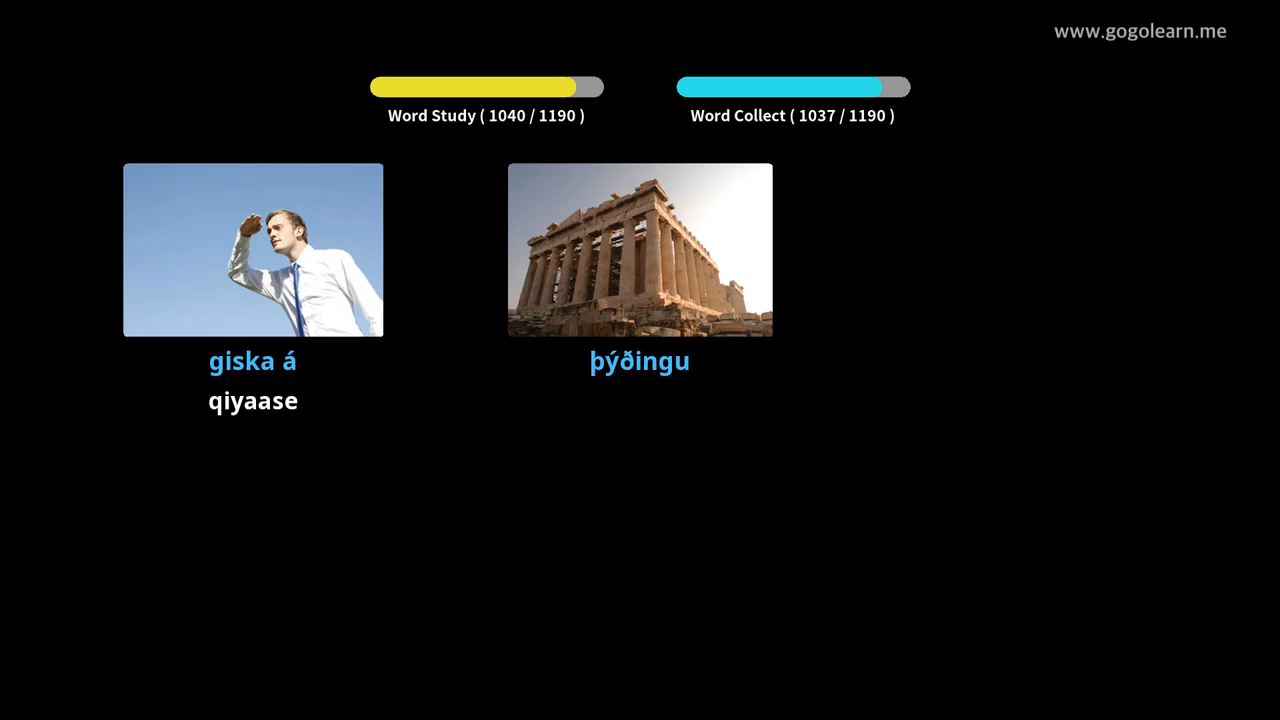 www.gogolearn.me
Word Study ( 1040 / 1190 )
Word Collect ( 1037 / 1190 )
giska á
qiyaase
þýðingu